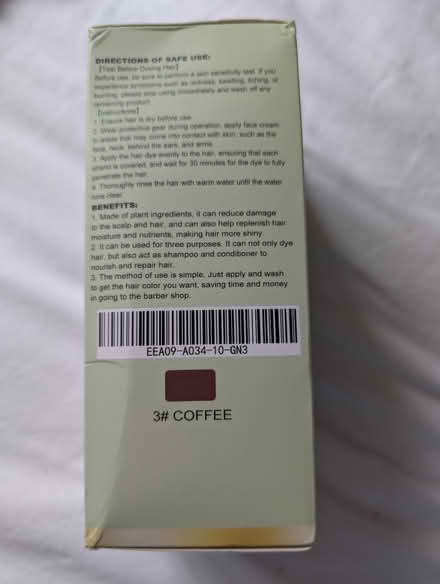 DIRECTIONS OF SAFE USE:
【Test Before Dyeing Hair】
Before use, be sure to perform a skin sensitivity test. If you
experience symptoms such as redness, swelling, itching, or
burning, please stop using immediately and wash off any
remaining product.
【Instructions】
1. Ensure hair is dry before use.
2. Wear protective gear during operation, apply face cream
to areas that may come into contact with skin, such as the
face, neck, behind the ears, and arms.
3. Apply the hair dye evenly to the hair, ensuring that each
strand is covered, and wait for 30 minutes for the dye to fully
penetrate the hair.
4. Thoroughly rinse the hair with warm water until the water
runs clear.
BENEFITS:
1. Made of plant ingredients, it can reduce damage
to the scalp and hair, and can also help replenish hair
moisture and nutrients, making hair more shiny.
2. It can be used for three purposes. It can not only dye
hair, but also act as shampoo and conditioner to
nourish and repair hair.
3. The method of use is simple. Just apply and wash
to get the hair color you want, saving time and money
in going to the barber shop.
EEA09-A034-10-GN3
3# COFFEE